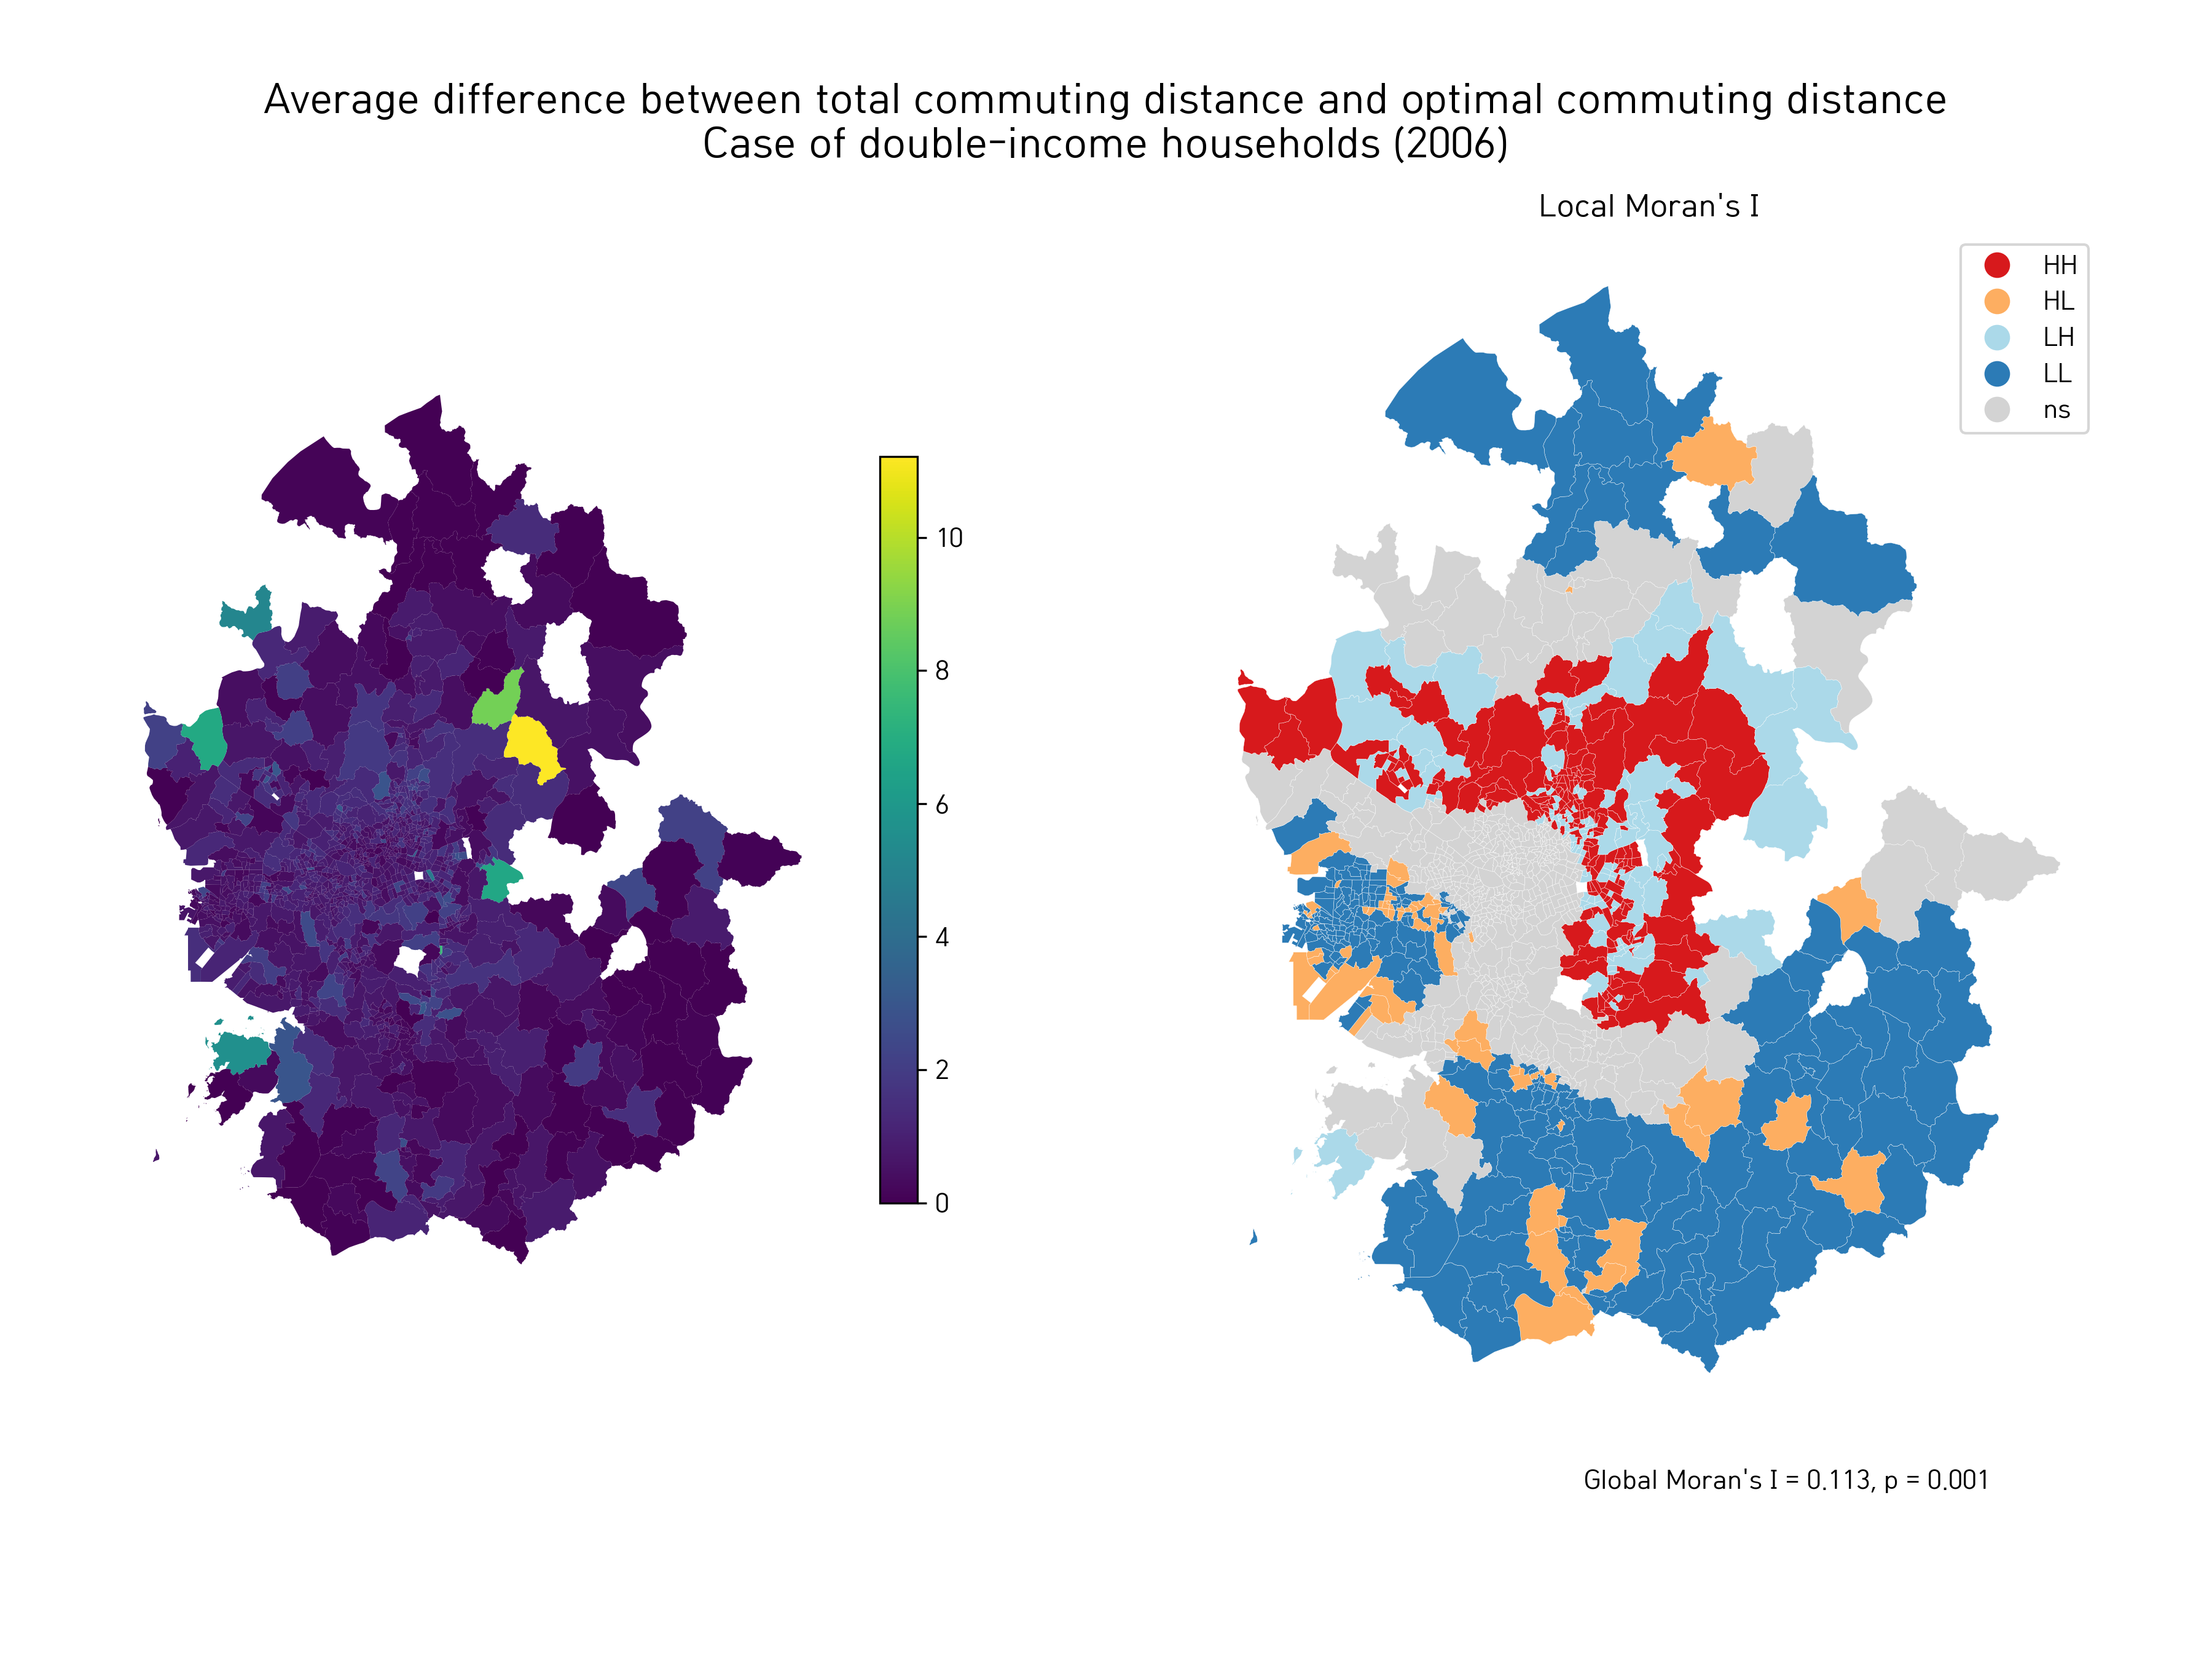 Average difference between total commuting distance and optimal commuting distance
Case of double-income households (2006)
Local Moran's I
HH
HL
LH
LL
ns
10
8
6
4
2
0
Global Moran's I = 0.113, p = 0.001